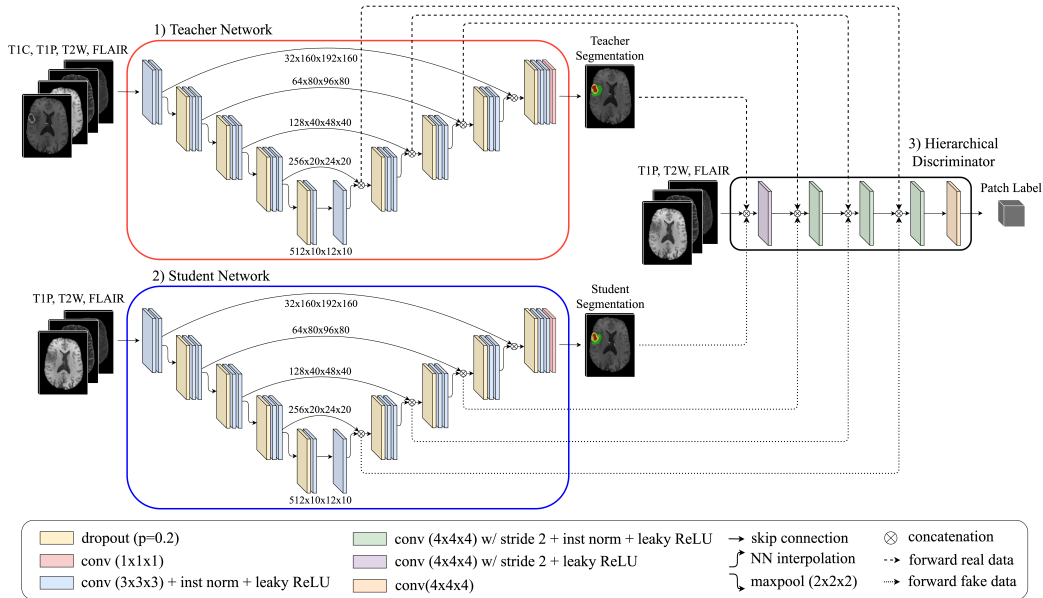 1) Teacher Network
T1C, T1P, T2W, FLAIR
32x160x192x160
64x80x96x80
128x40x48x40
256x20x24x20
512x10x12x10
Teacher
Segmentation
3) Hierarchical
Discriminator
T1P, T2W, FLAIR
Patch Label
2) Student Network
T1P, T2W, FLAIR
32x160x192x160
64x80x96x80
128x40x48x40
256x20x24x20
512x10x12x10
Student
Segmentation
dropout (p=0.2)
conv (1x1x1)
conv (3x3x3) + inst norm + leaky ReLU
conv (4x4x4) w/ stride 2 + inst norm + leaky ReLU
conv (4x4x4) w/ stride 2 + leaky ReLU
conv(4x4x4)
skip connection
NN interpolation
maxpool (2x2x2)
concatenation
forward real data
forward fake data